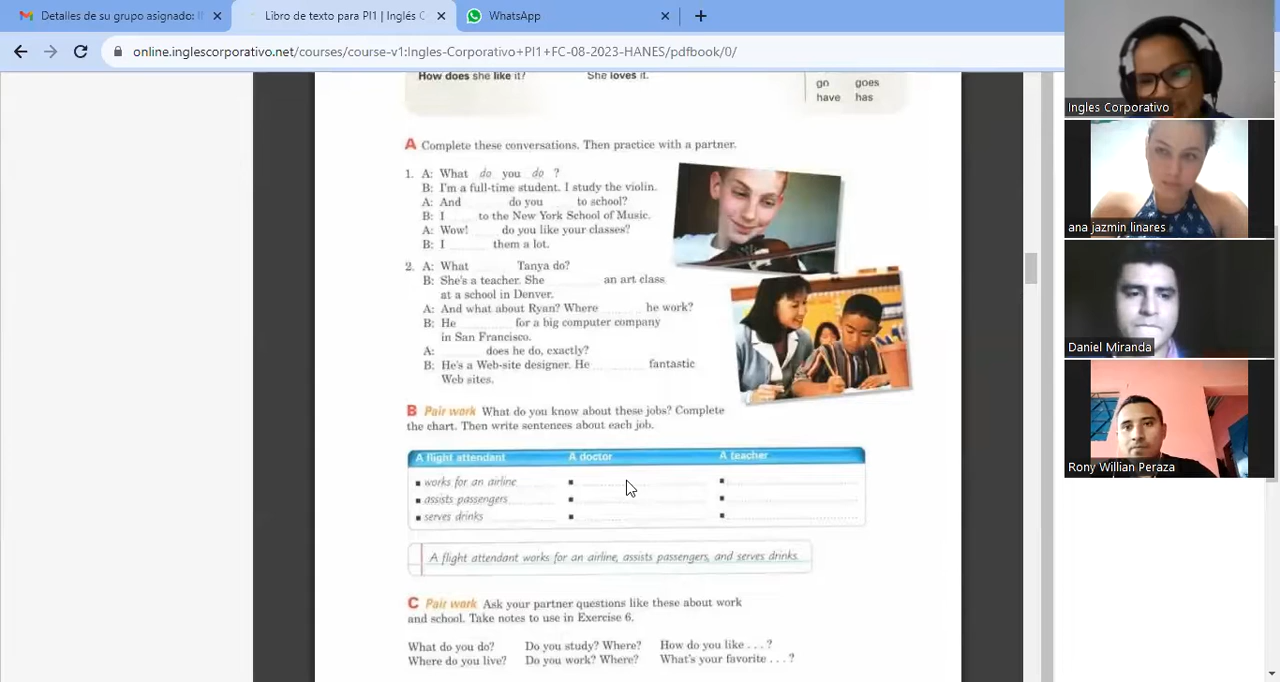 Detalles de su grupo asignado: I
Libro de texto para PI1 | Inglés C
WhatsApp
online.inglescorporativo.net/courses/course-v1:Ingles-Corporativo+PI1+FC-08-2023-HANES/pdfbook/0/
How does she like it? She loves it.
go goes
have has
A Complete these conversations. Then practice with a partner.
1. A: What do you do ?
B: I'm a full-time student. I study the violin.
A: And do you to school?
B: I to the New York School of Music.
A: Wow! do you like your classes?
B: I them a lot.
2. A: What Tanya do?
B: She's a teacher. She an art class
at a school in Denver.
A: And what about Ryan? Where he work?
B: He for a big computer company
in San Francisco.
A: does he do, exactly?
B: He's a Web-site designer. He fantastic
Web sites.
B Pair work What do you know about these jobs? Complete
the chart. Then write sentences about each job.
A flight attendant A doctor A teacher
works for an airline
assists passengers
serves drinks
A flight attendant works for an airline, assists passengers, and serves drinks.
C Pair work Ask your partner questions like these about work
and school. Take notes to use in Exercise 6.
What do you do? Do you study? Where? How do you like . . . ?
Where do you live? Do you work? Where? What's your favorite . . . ?
Ingles Corporativo
ana jazmin linares
Daniel Miranda
Rony Willian Peraza